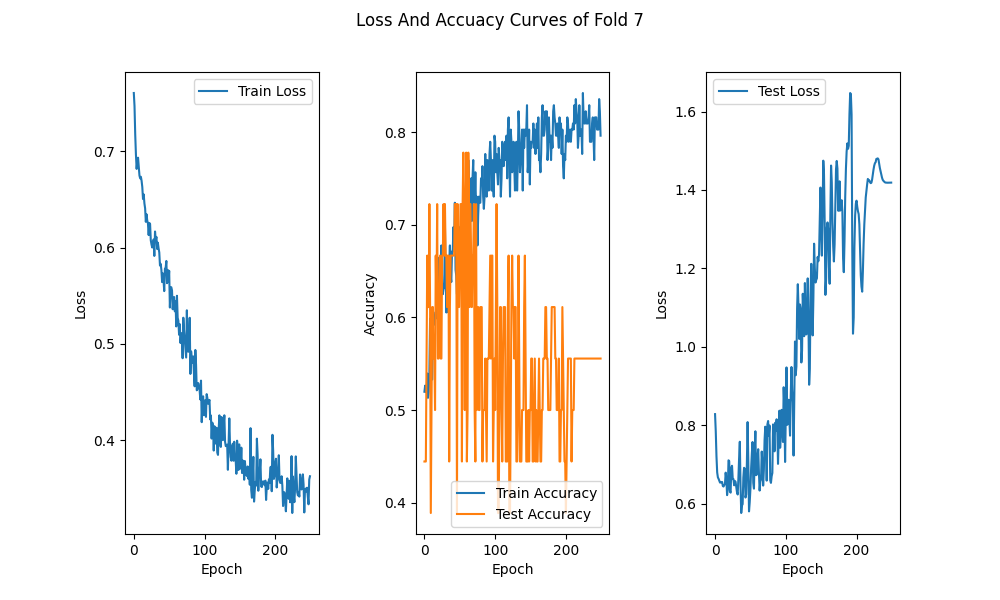 Loss And Accuacy Curves of Fold 7
Train Loss
Loss
0.7
0.6
0.5
0.4
0
100
200
Epoch
Accuracy
0.8
0.7
0.6
0.5
0.4
Train Accuracy
Test Accuracy
0
100
200
Epoch
Test Loss
Loss
1.6
1.4
1.2
1.0
0.8
0.6
0
100
200
Epoch